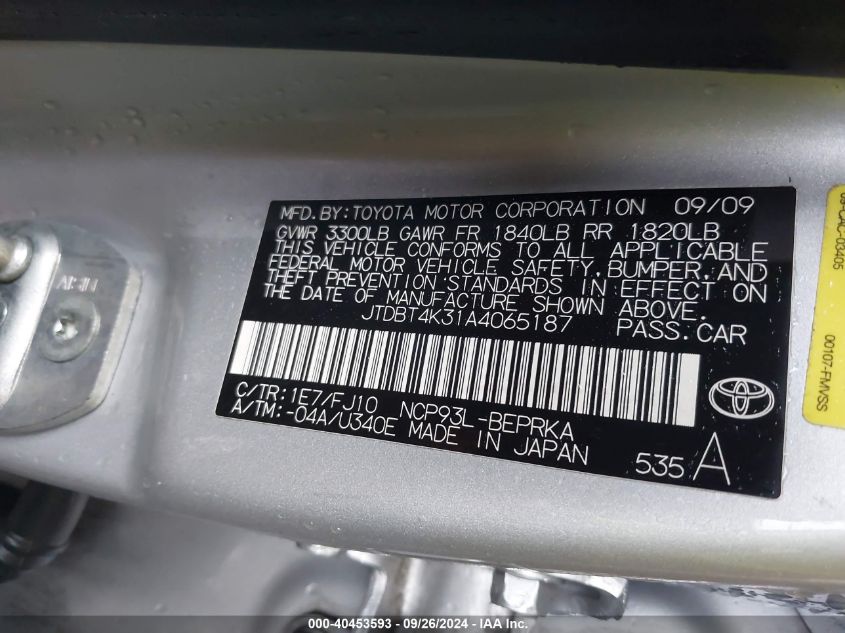 MFD. BY: TOYOTA MOTOR CORPORATION 09/09
GVWR 3300LB GAWR FR 1840LB RR 1820LB
THIS VEHICLE CONFORMS TO ALL APPLICABLE
FEDERAL MOTOR VEHICLE SAFETY, BUMPER, AND
THEFT PREVENTION STANDARDS IN EFFECT ON
THE DATE OF MANUFACTURE SHOWN ABOVE.
JTDBT4K31A4065187 PASS. CAR
C/TR: 1E7/FJ10 NCP93L-BEPRKA
A/TM: -04A/U340E MADE IN JAPAN
535 A
AISIN
00107-FMVSS
000-40453593 - 09/26/2024 - IAA Inc.